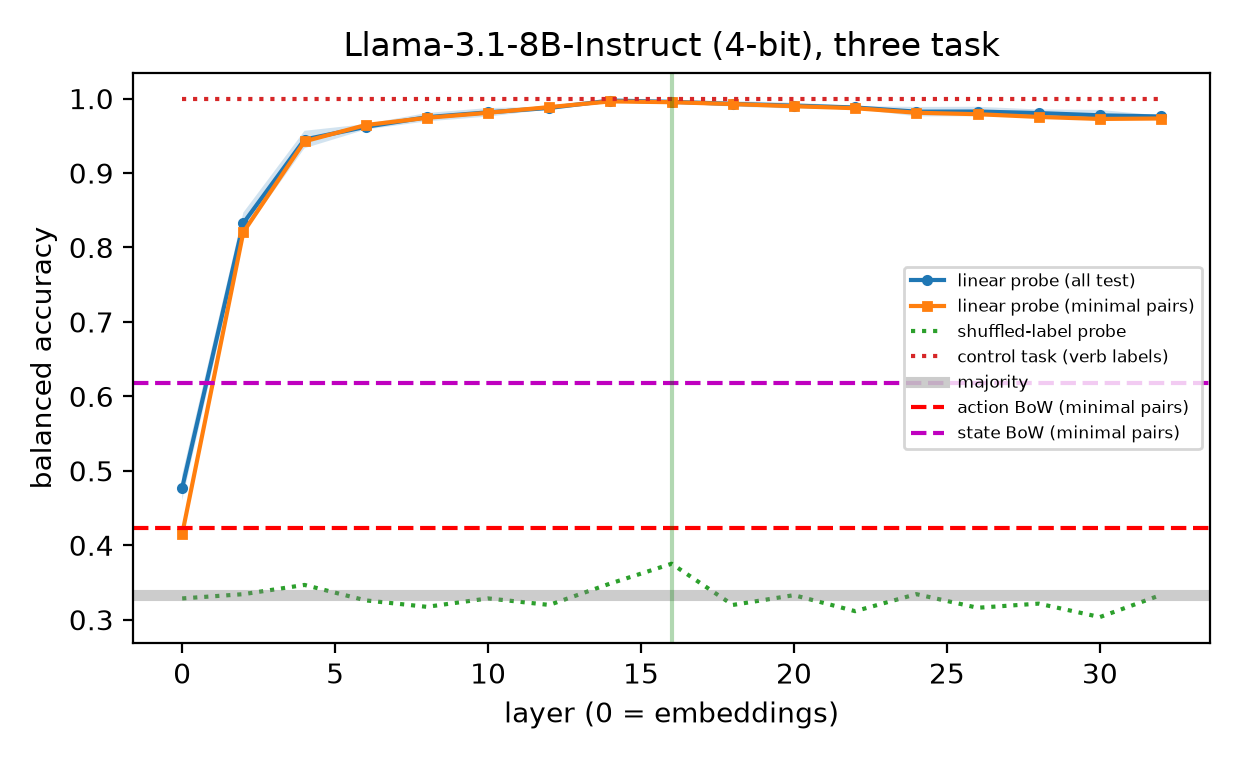 Llama-3.1-8B-Instruct (4-bit), three task
balanced accuracy
1.0
0.9
0.8
0.7
0.6
0.5
0.4
0.3
linear probe (all test)
linear probe (minimal pairs)
shuffled-label probe
control task (verb labels)
majority
action BoW (minimal pairs)
state BoW (minimal pairs)
0 5 10 15 20 25 30
layer (0 = embeddings)